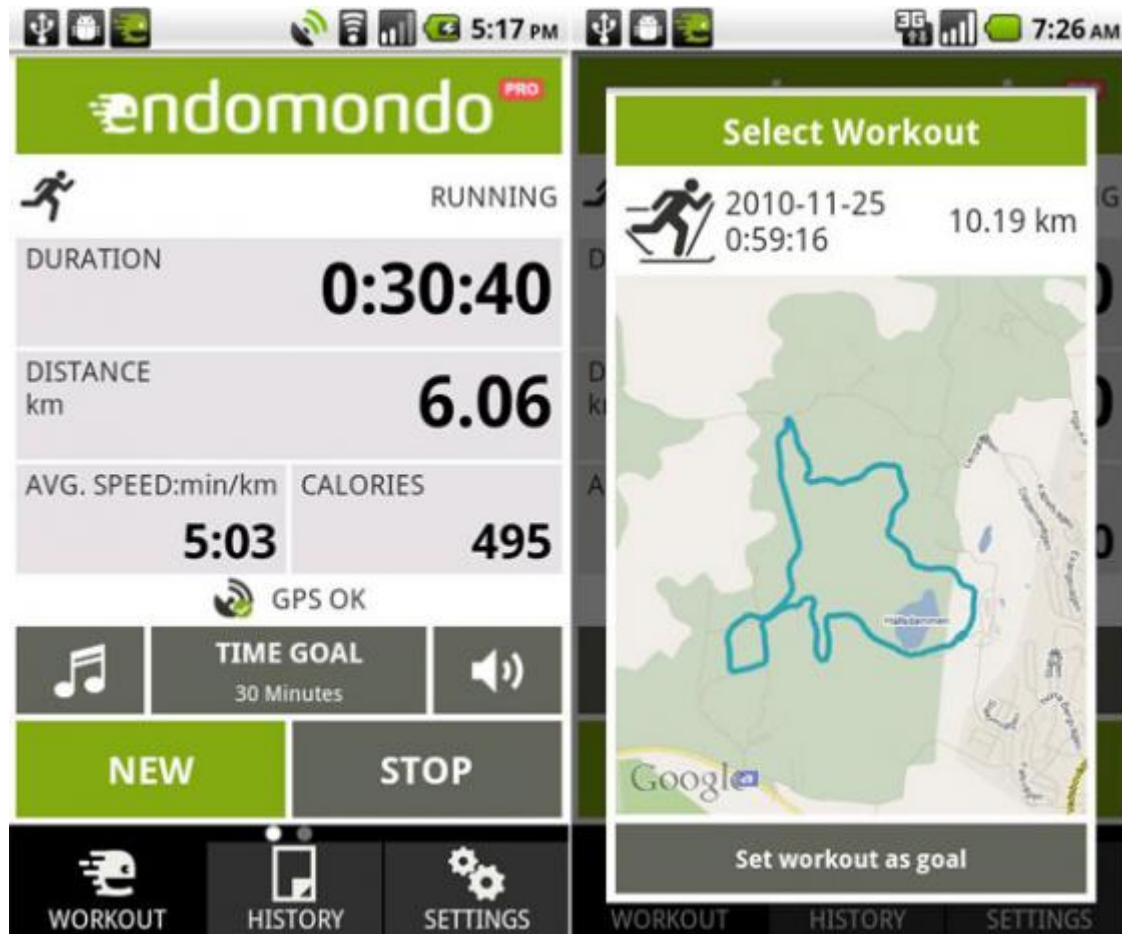 5:17 PM
endomondo PRO
RUNNING
DURATION
0:30:40
DISTANCE
km
6.06
AVG. SPEED:min/km
5:03
CALORIES
495
GPS OK
TIME GOAL
30 Minutes
NEW
STOP
WORKOUT
HISTORY
SETTINGS
3G
7:26 AM
Select Workout
2010-11-25
0:59:16
10.19 km
Google
Set workout as goal
WORKOUT
HISTORY
SETTINGS